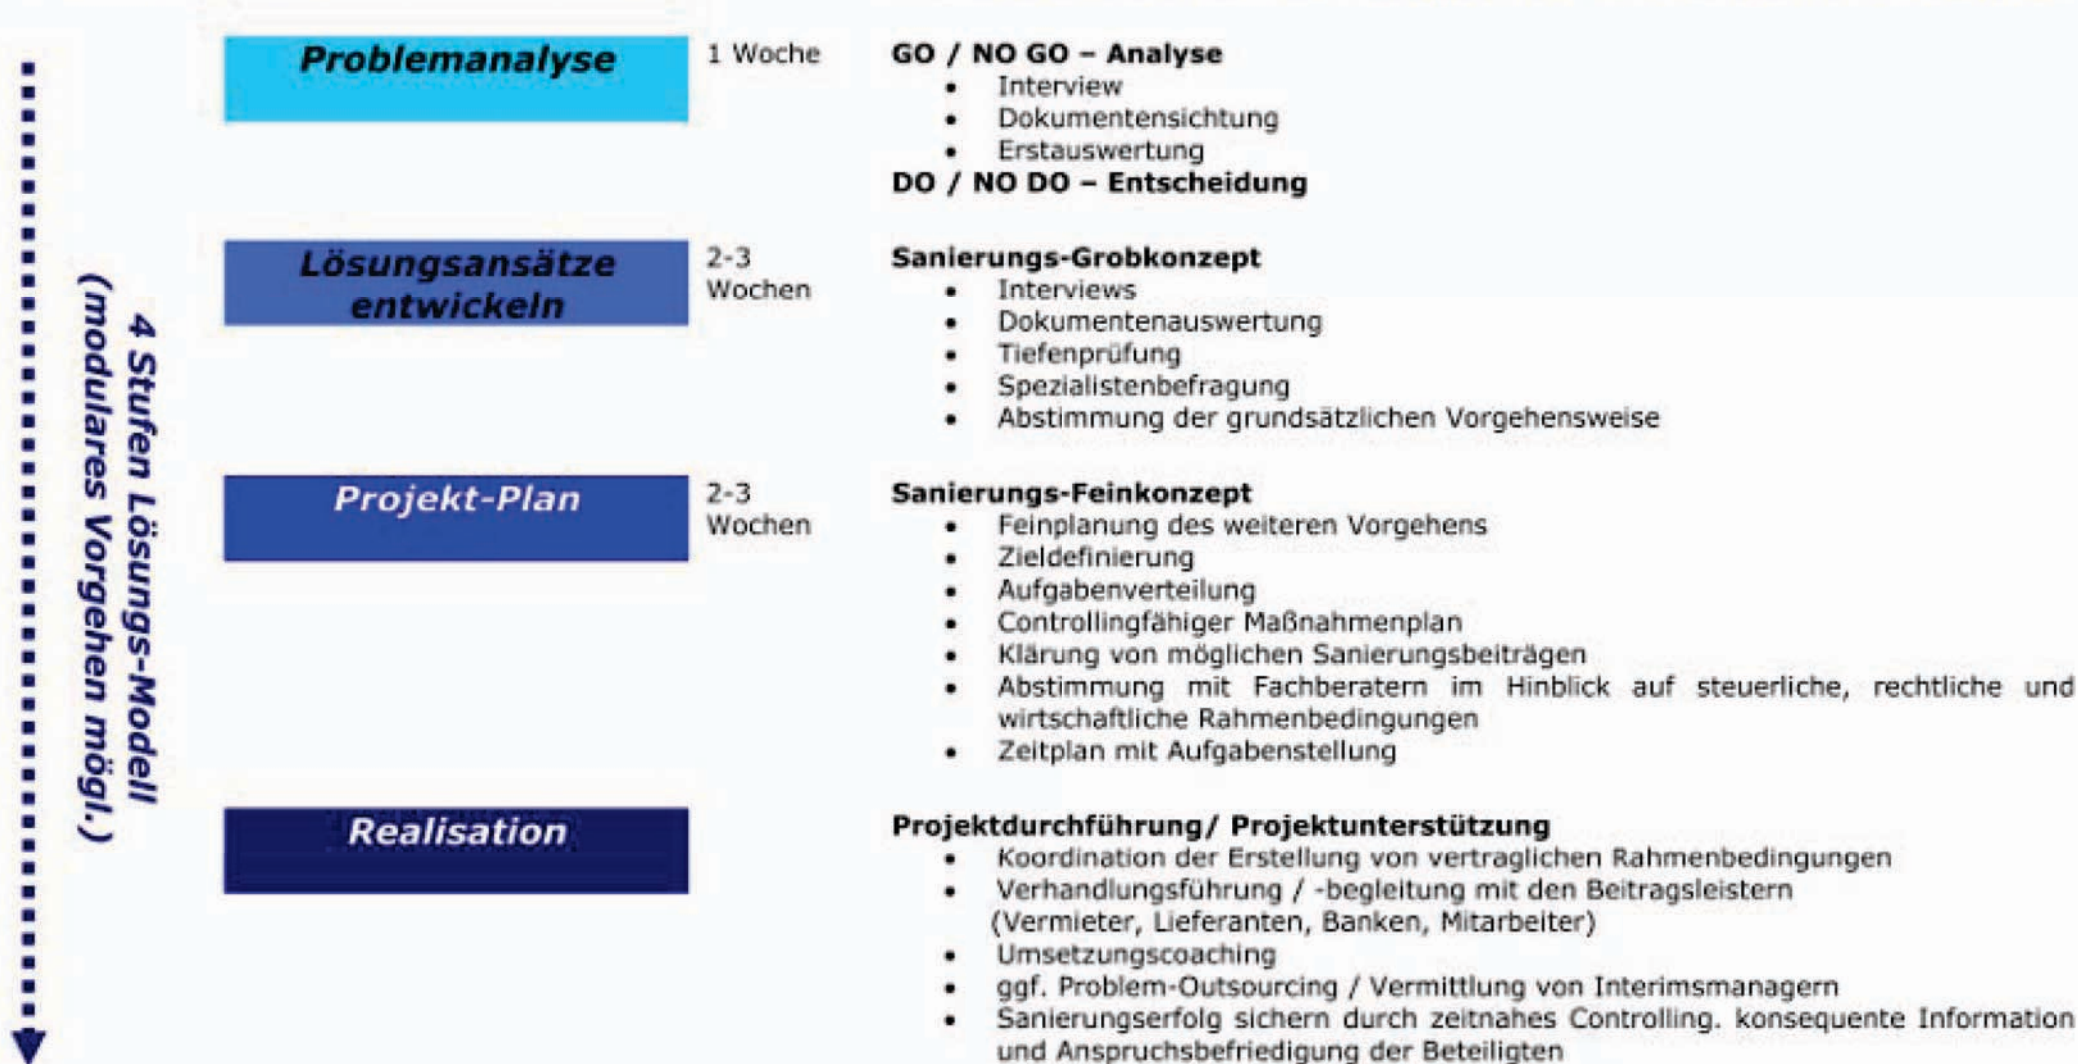 4 Stufen Lösungs-Modell
(modulares Vorgehen mögl.)
Problemanalyse
1 Woche
GO / NO GO – Analyse
• Interview
• Dokumentensichtung
• Erstauswertung
DO / NO DO – Entscheidung
Lösungsansätze
entwickeln
2-3
Wochen
Sanierungs-Grobkonzept
• Interviews
• Dokumentenauswertung
• Tiefenprüfung
• Spezialistenbefragung
• Abstimmung der grundsätzlichen Vorgehensweise
Projekt-Plan
2-3
Wochen
Sanierungs-Feinkonzept
• Feinplanung des weiteren Vorgehens
• Zieldefinierung
• Aufgabenverteilung
• Controllingfähiger Maßnahmenplan
• Klärung von möglichen Sanierungsbeiträgen
• Abstimmung mit Fachberatern im Hinblick auf steuerliche, rechtliche und
wirtschaftliche Rahmenbedingungen
• Zeitplan mit Aufgabenstellung
Realisation
Projektdurchführung/ Projektunterstützung
• Koordination der Erstellung von vertraglichen Rahmenbedingungen
• Verhandlungsführung / -begleitung mit den Beitragsleistern
(Vermieter, Lieferanten, Banken, Mitarbeiter)
• Umsetzungscoaching
• ggf. Problem-Outsourcing / Vermittlung von Interimsmanagern
• Sanierungserfolg sichern durch zeitnahes Controlling. konsequente Information
und Anspruchsbefriedigung der Beteiligten